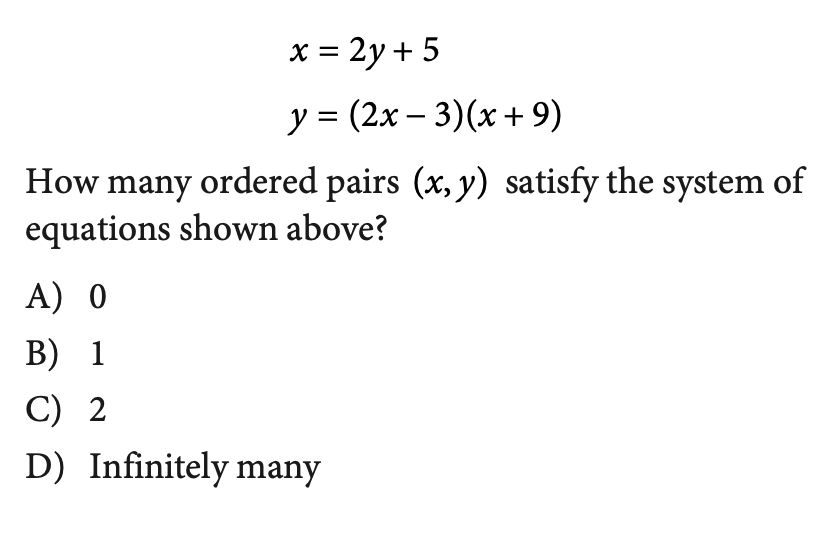 x = 2y + 5
y = (2x − 3)(x + 9)
How many ordered pairs (x, y) satisfy the system of
equations shown above?
A) 0
B) 1
C) 2
D) Infinitely many